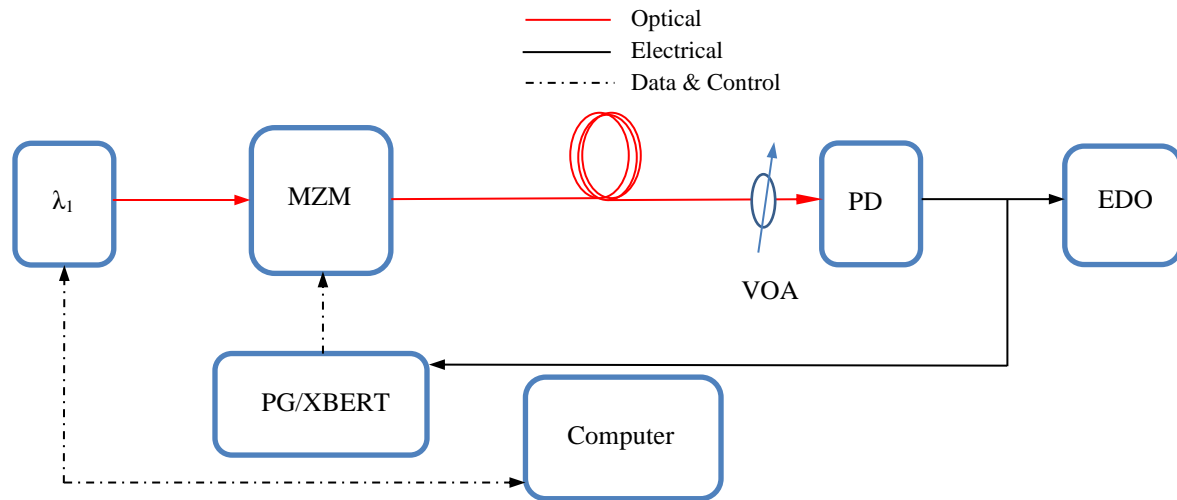 Optical
Electrical
Data & Control
λ₁
MZM
PD
EDO
VOA
PG/XBERT
Computer